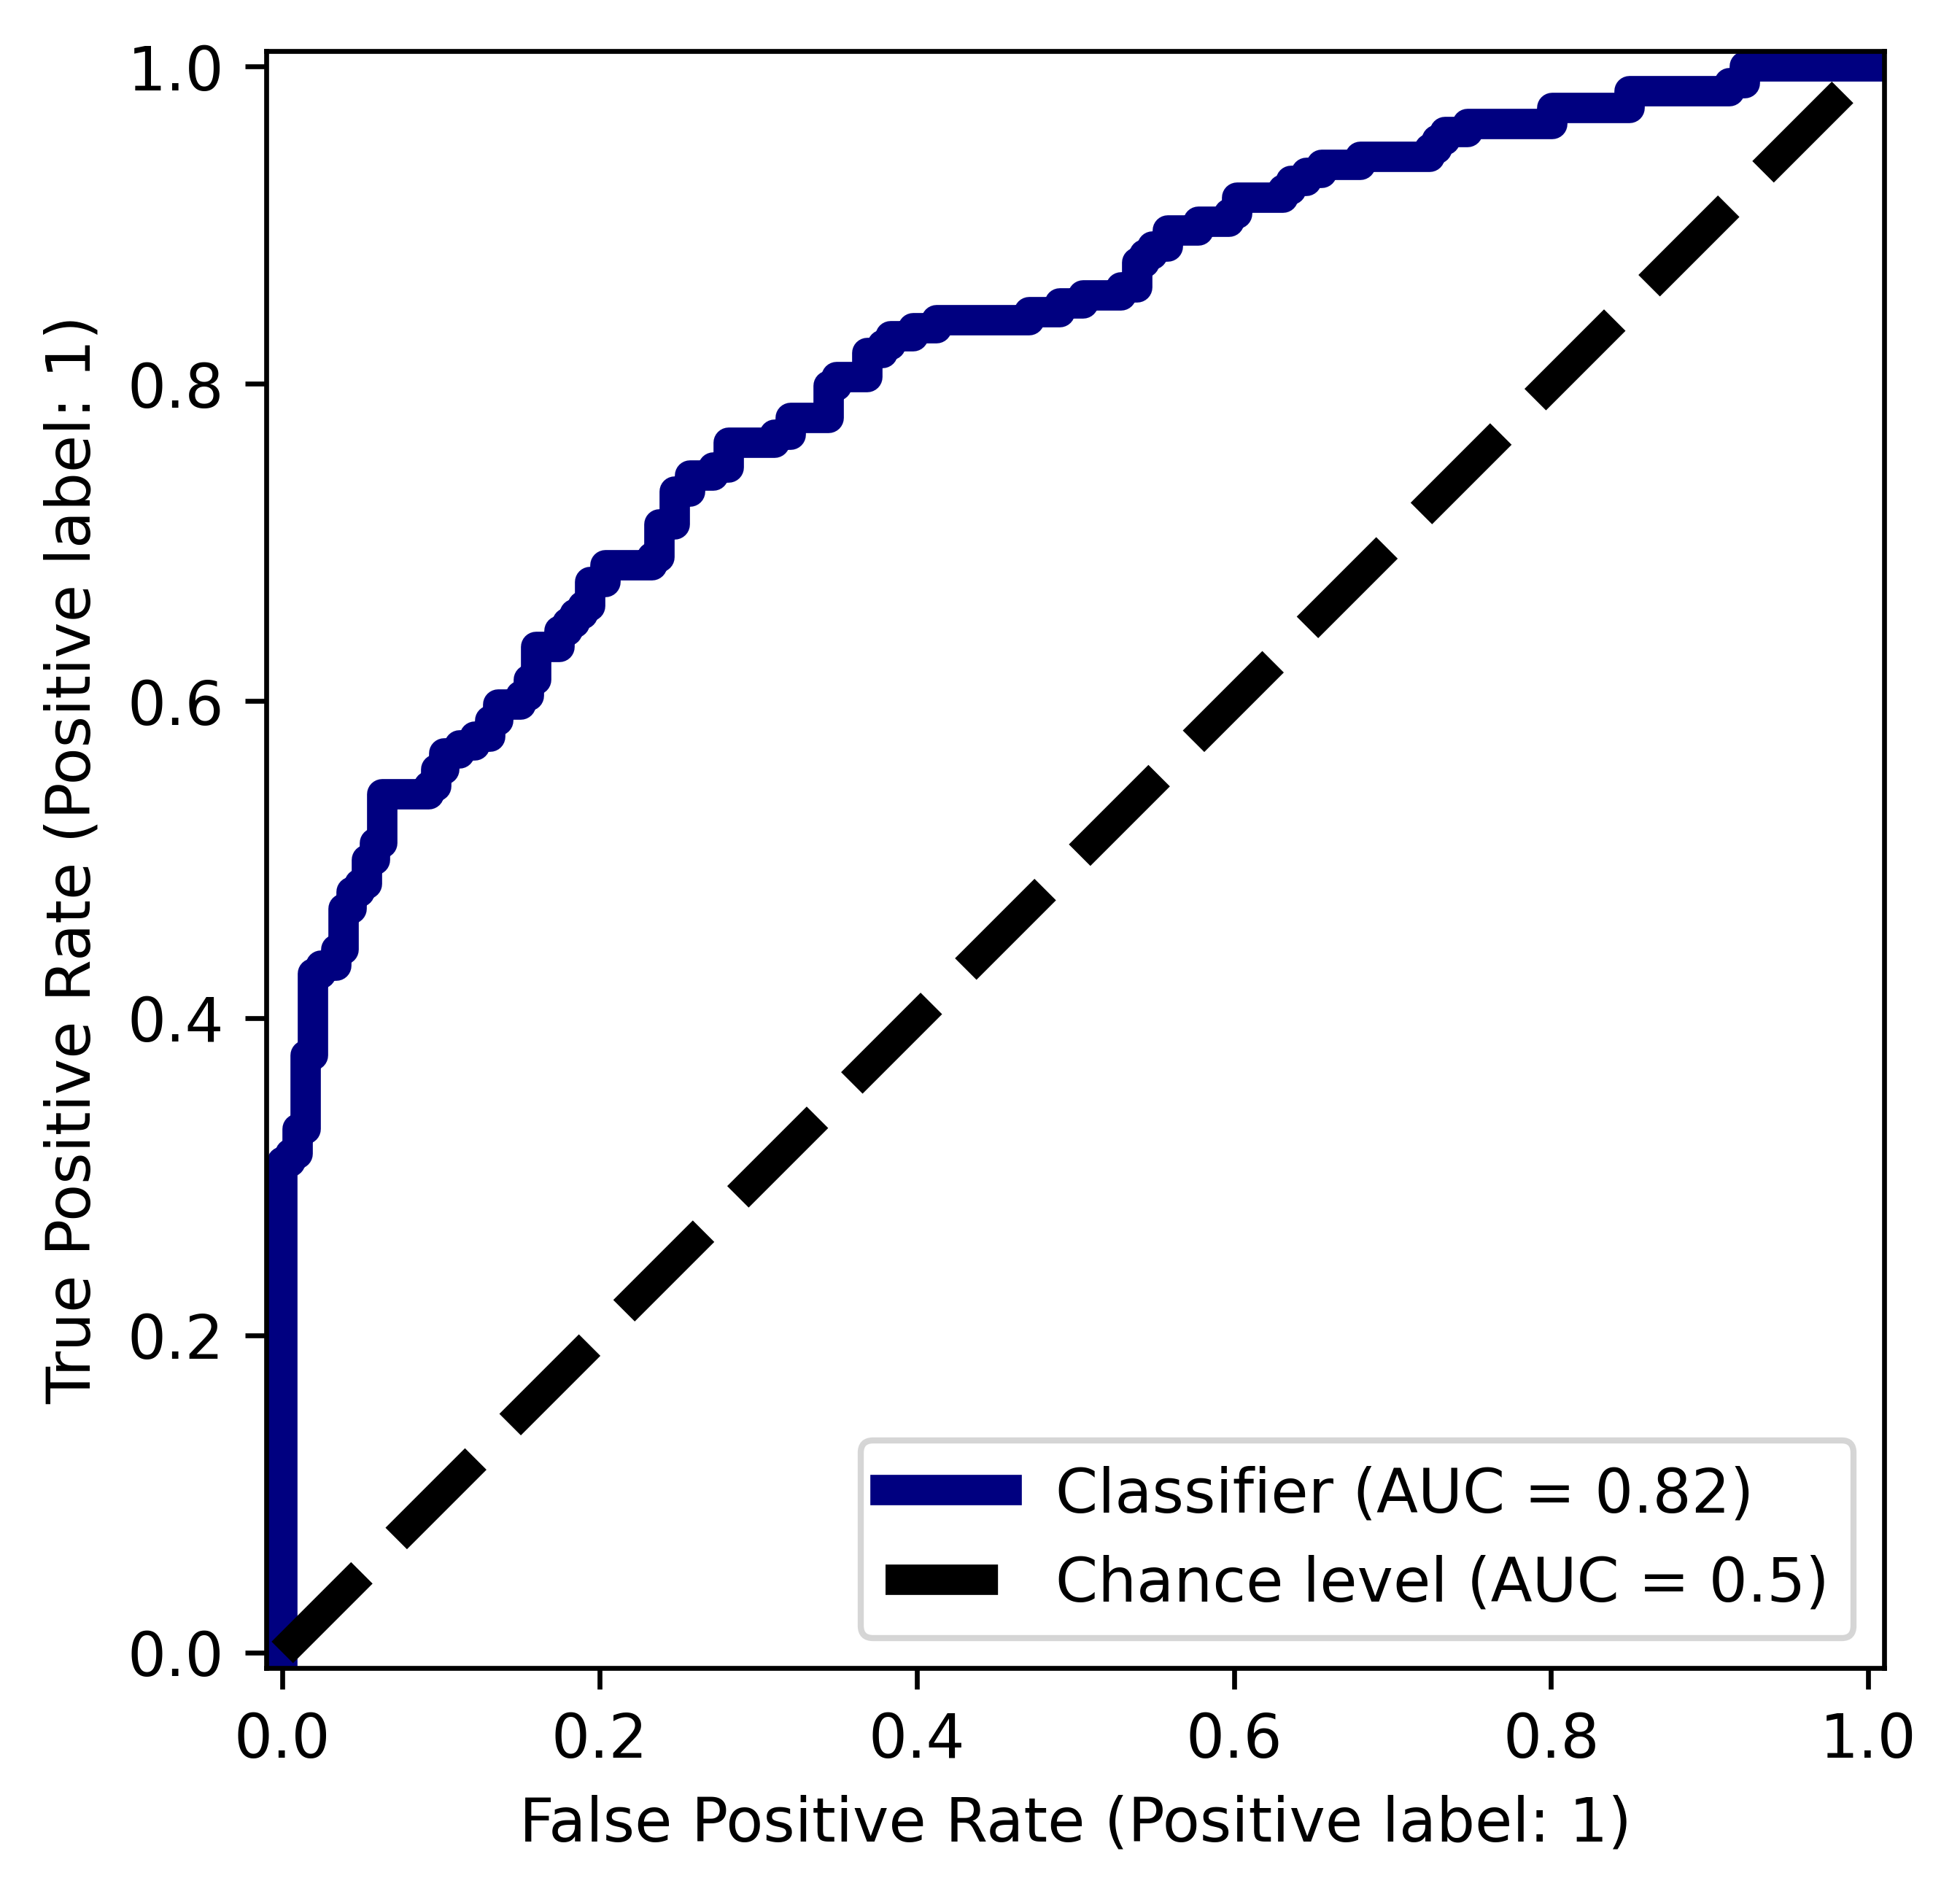 1.0
0.8
0.6
0.4
0.2
0.0
True Positive Rate (Positive label: 1)
Classifier (AUC = 0.82)
Chance level (AUC = 0.5)
0.0 0.2 0.4 0.6 0.8 1.0
False Positive Rate (Positive label: 1)